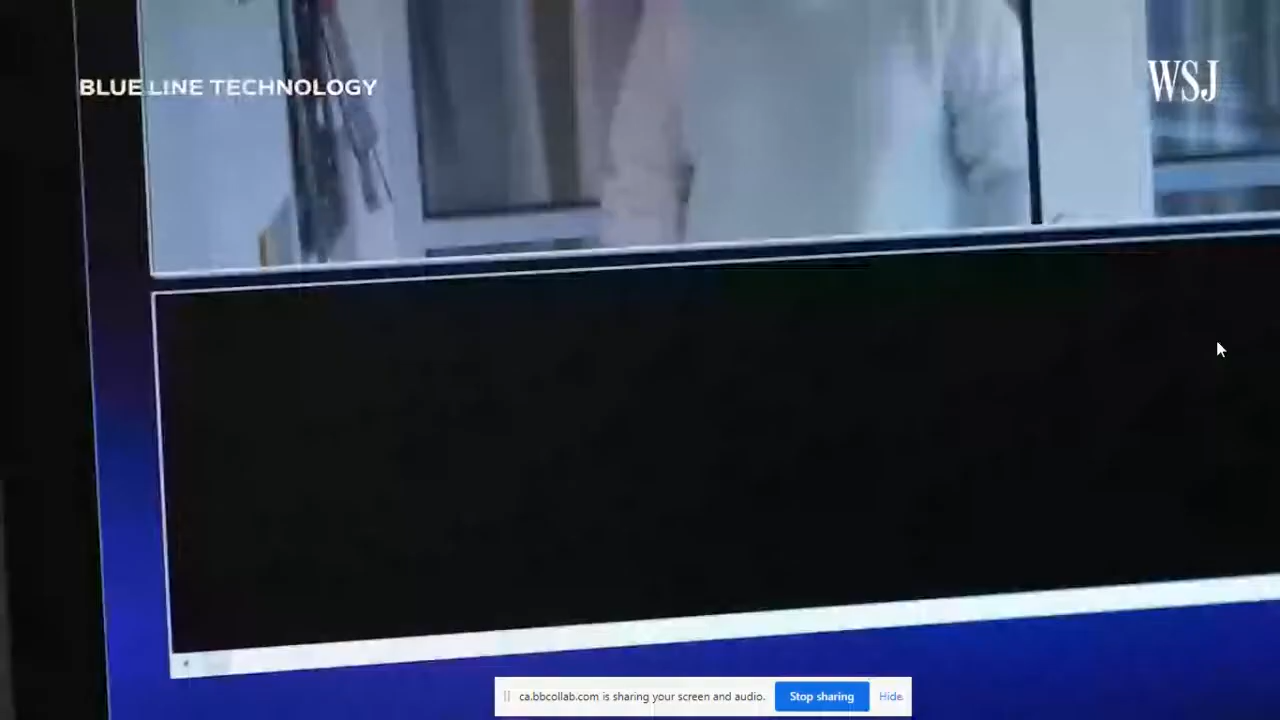 BLUE LINE TECHNOLOGY
WSJ
ca.bbcollab.com is sharing your screen and audio.
Stop sharing
Hide